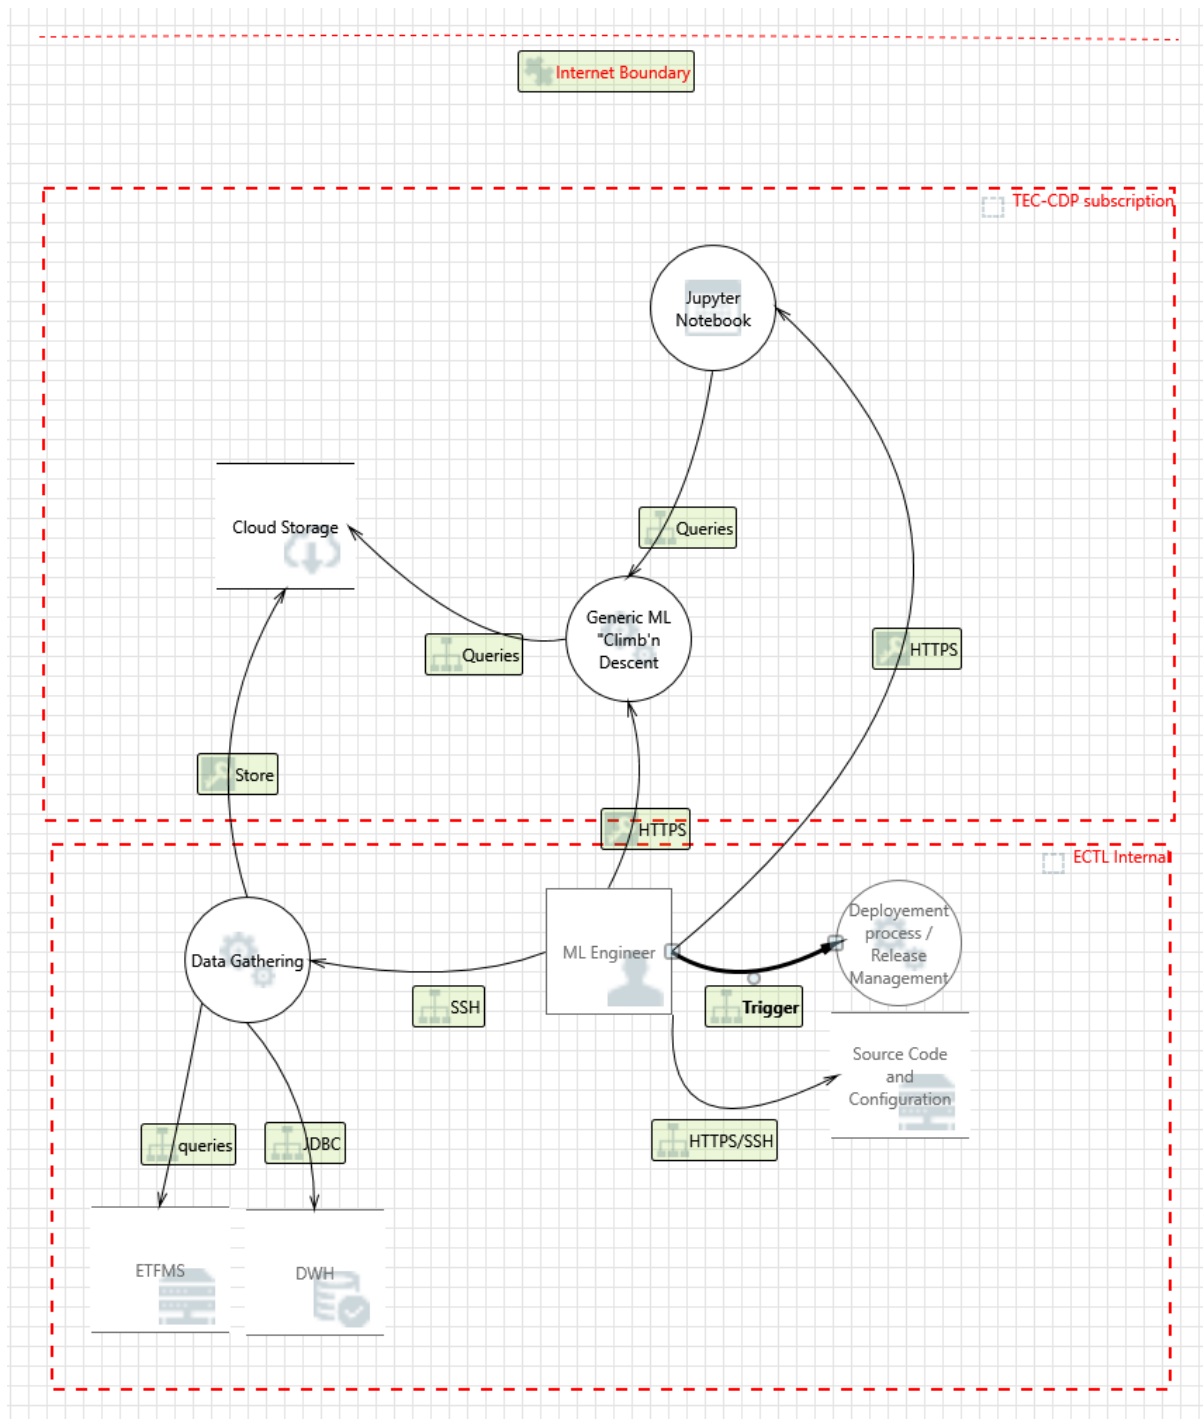 Internet Boundary
TEC-CDP subscription
Jupyter
Notebook
Queries
Cloud Storage
Generic ML
"Climb'n
Descent
Queries
HTTPS
Store
HTTPS
ECTL Internal
Deployement
process /
Release
Management
ML Engineer
Data Gathering
SSH
Trigger
Source Code
and
Configuration
HTTPS/SSH
queries
JDBC
ETFMS
DWH